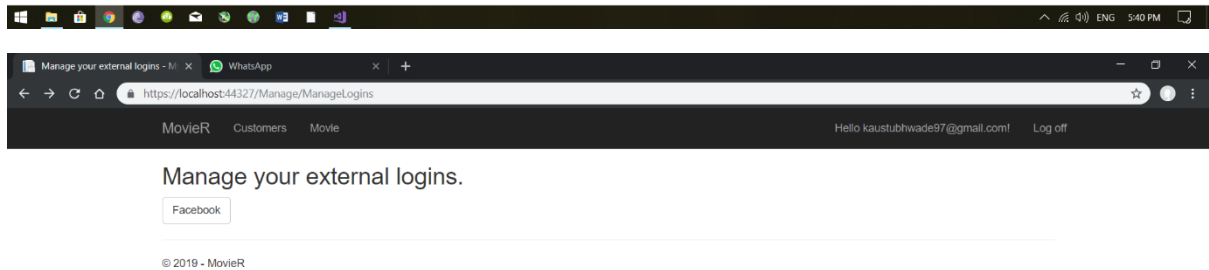 ENG 5:40 PM
Manage your external logins - M
WhatsApp
https://localhost:44327/Manage/ManageLogins
MovieR Customers Movie Hello kaustubhwade97@gmail.com! Log off
Manage your external logins.
Facebook
© 2019 - MovieR